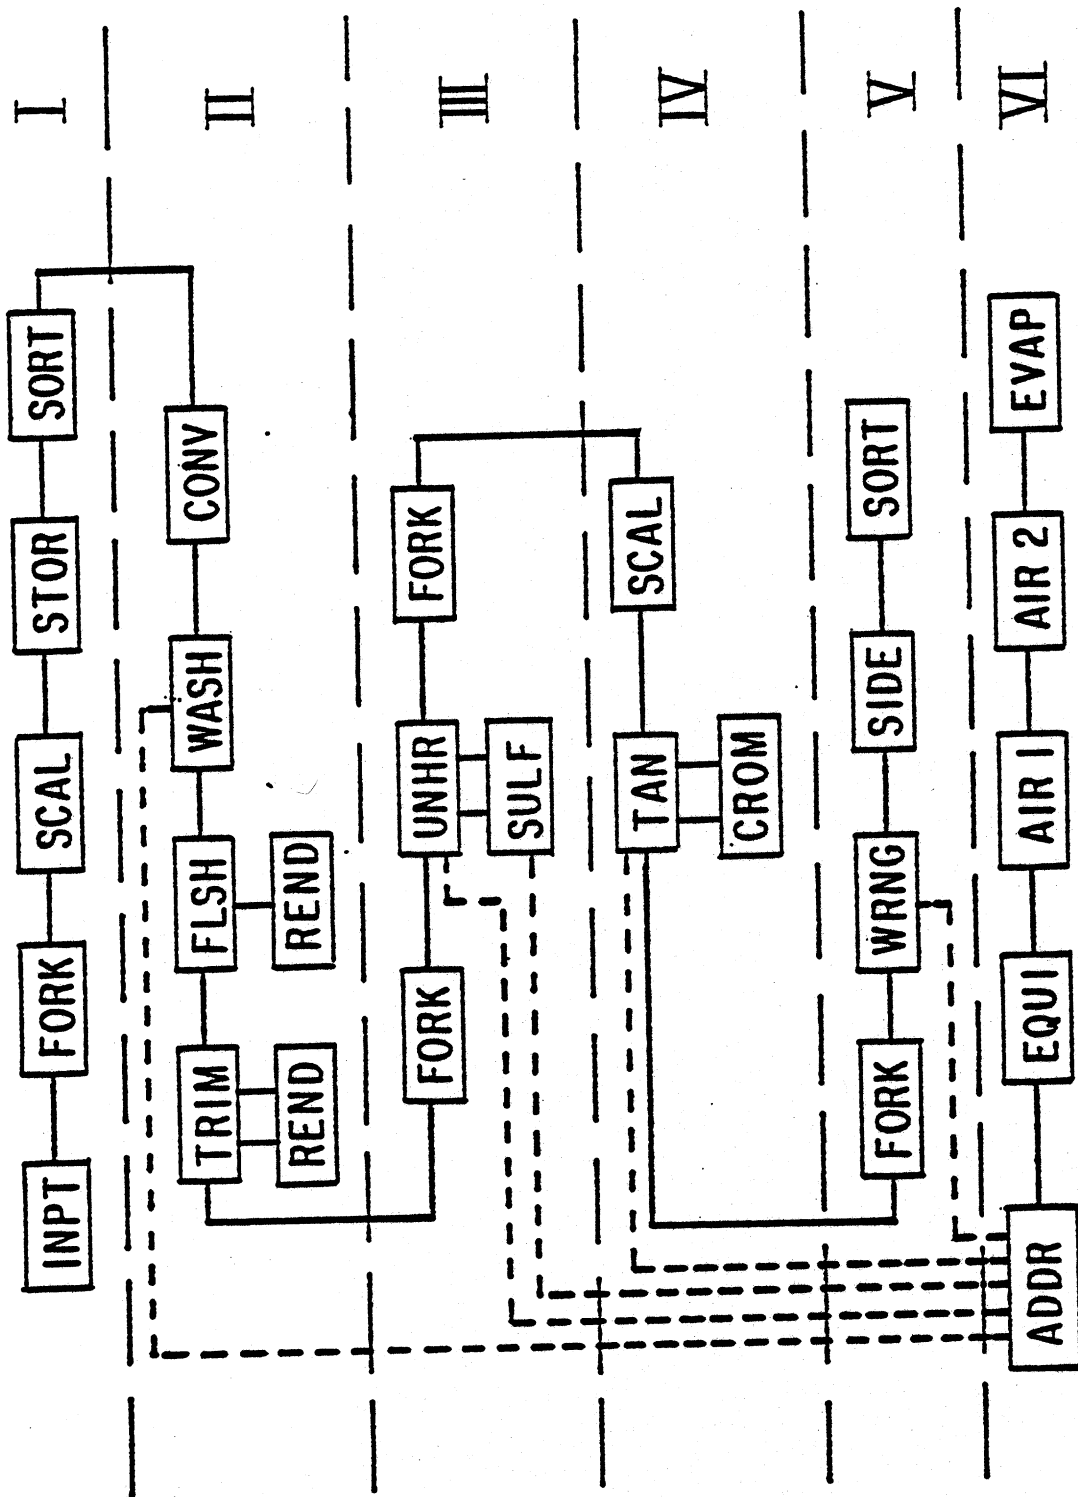 INPT FORK SCAL STOR SORT I
TRIM FLSH WASH CONV II
REND REND
FORK UNHR FORK III
SULF
TAN SCAL IV
CROM
FORK WRNG SIDE SORT V
ADDR EQUI AIR 1 AIR 2 EVAP VI